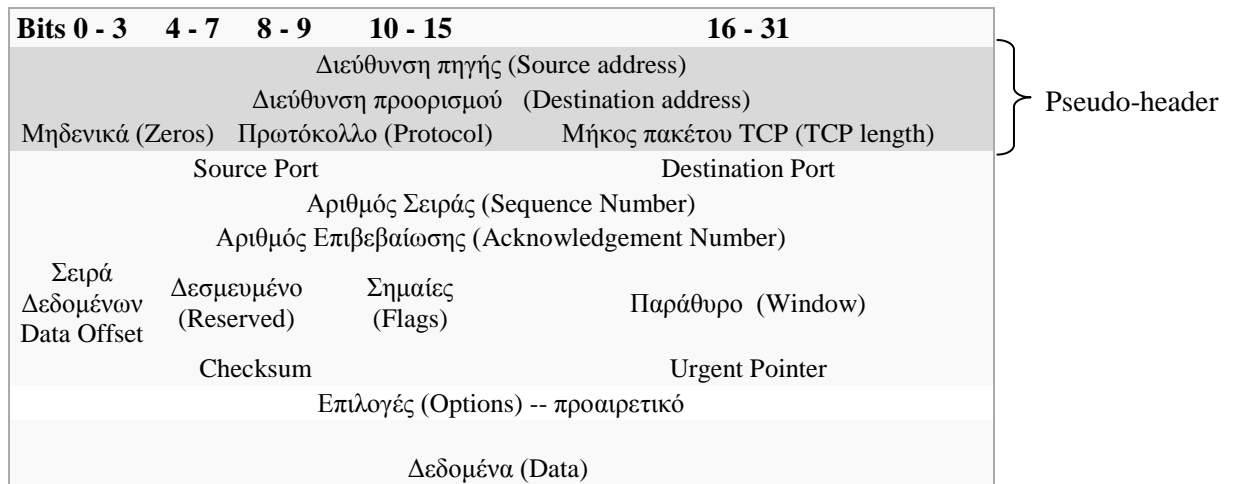 Bits 0 - 3 4 - 7 8 - 9 10 - 15 16 - 31
Διεύθυνση πηγής (Source address)
Διεύθυνση προορισμού (Destination address)
Pseudo-header
Μηδενικά (Zeros) Πρωτόκολλο (Protocol) Μήκος πακέτου TCP (TCP length)
Source Port Destination Port
Αριθμός Σειράς (Sequence Number)
Αριθμός Επιβεβαίωσης (Acknowledgement Number)
Σειρά
Δεδομένων
Data Offset
Δεσμευμένο
(Reserved)
Σημαίες
(Flags)
Παράθυρο (Window)
Checksum Urgent Pointer
Επιλογές (Options) -- προαιρετικό
Δεδομένα (Data)